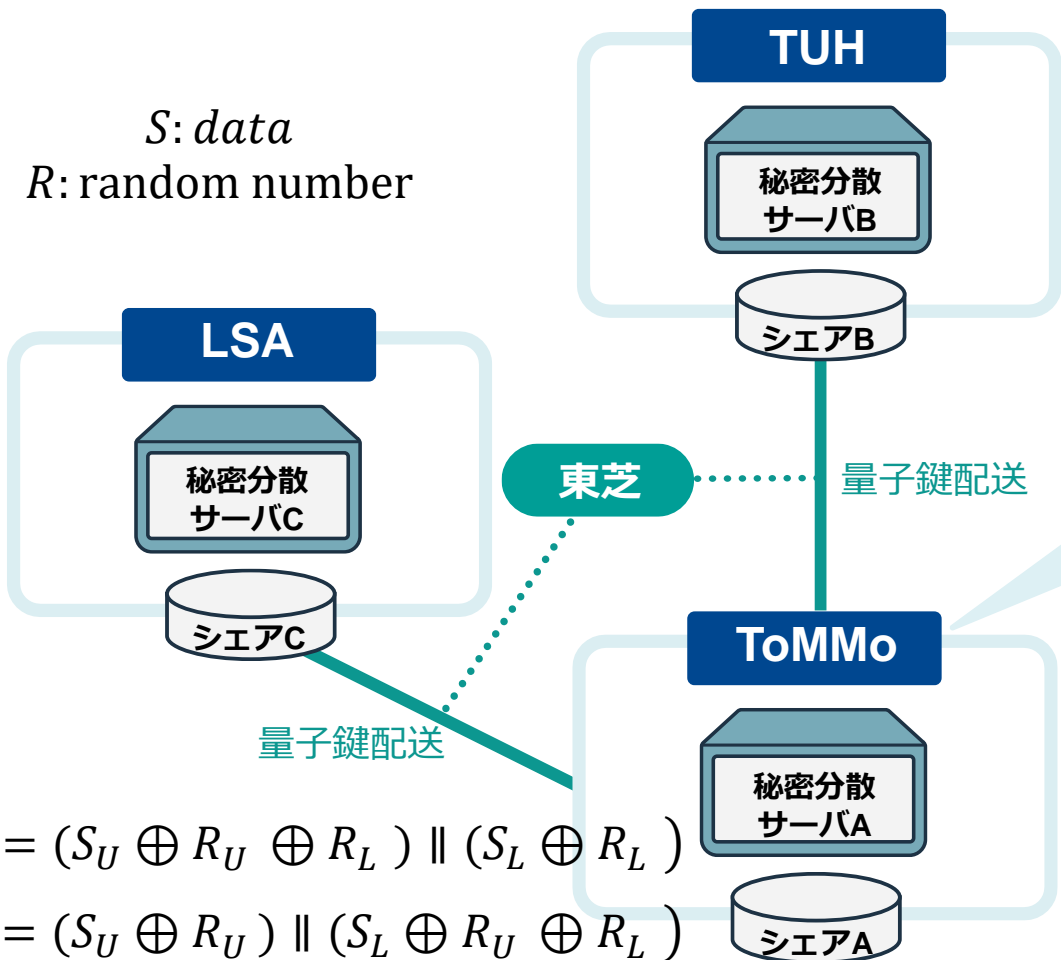 TUH
S: data
R: random number
秘密分散
サーバB
シェアB
LSA
秘密分散
サーバC
シェアC
東芝
量子鍵配送
ToMMo
量子鍵配送
秘密分散
サーバA
シェアA
= (S_U ⊕ R_U ⊕ R_L ) ∥ (S_L ⊕ R_L )
= (S_U ⊕ R_U ) ∥ (S_L ⊕ R_U ⊕ R_L )